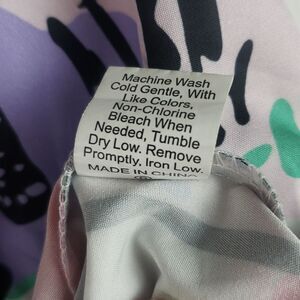 Machine Wash
Cold Gentle, With
Like Colors,
Non-Chlorine
Bleach When
Needed, Tumble
Dry Low. Remove
Promptly, Iron Low.
MADE IN CHINA